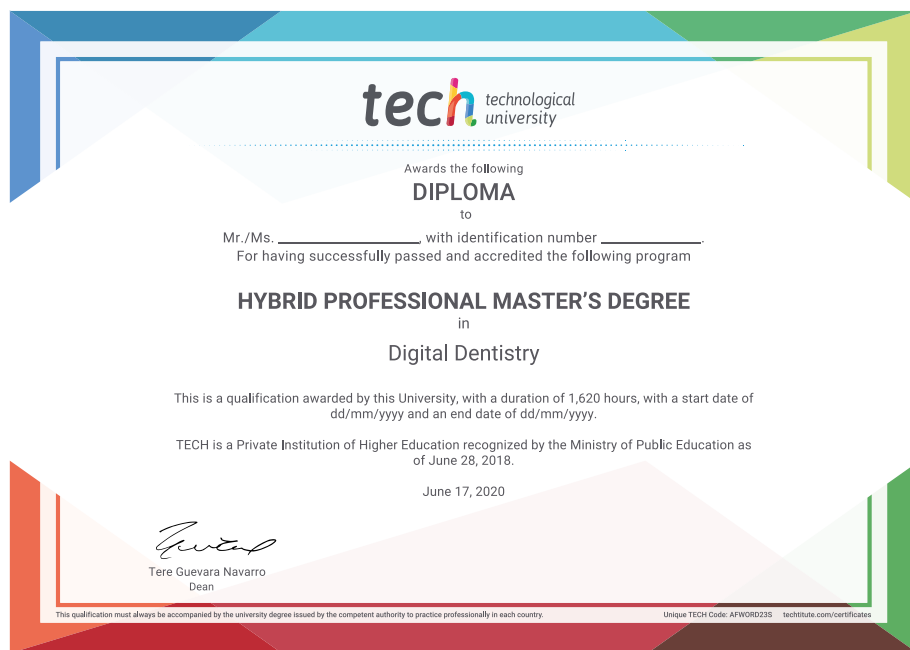 tech technological
university
Awards the following
DIPLOMA
to
Mr./Ms. ____________________, with identification number ______________.
For having successfully passed and accredited the following program
HYBRID PROFESSIONAL MASTER'S DEGREE
in
Digital Dentistry
This is a qualification awarded by this University, with a duration of 1,620 hours, with a start date of
dd/mm/yyyy and an end date of dd/mm/yyyy.
TECH is a Private Institution of Higher Education recognized by the Ministry of Public Education as
of June 28, 2018.
June 17, 2020
Tere Guevara Navarro
Dean
This qualification must always be accompanied by the university degree issued by the competent authority to practice professionally in each country.
Unique TECH Code: AFWORD23S techtitute.com/certificates